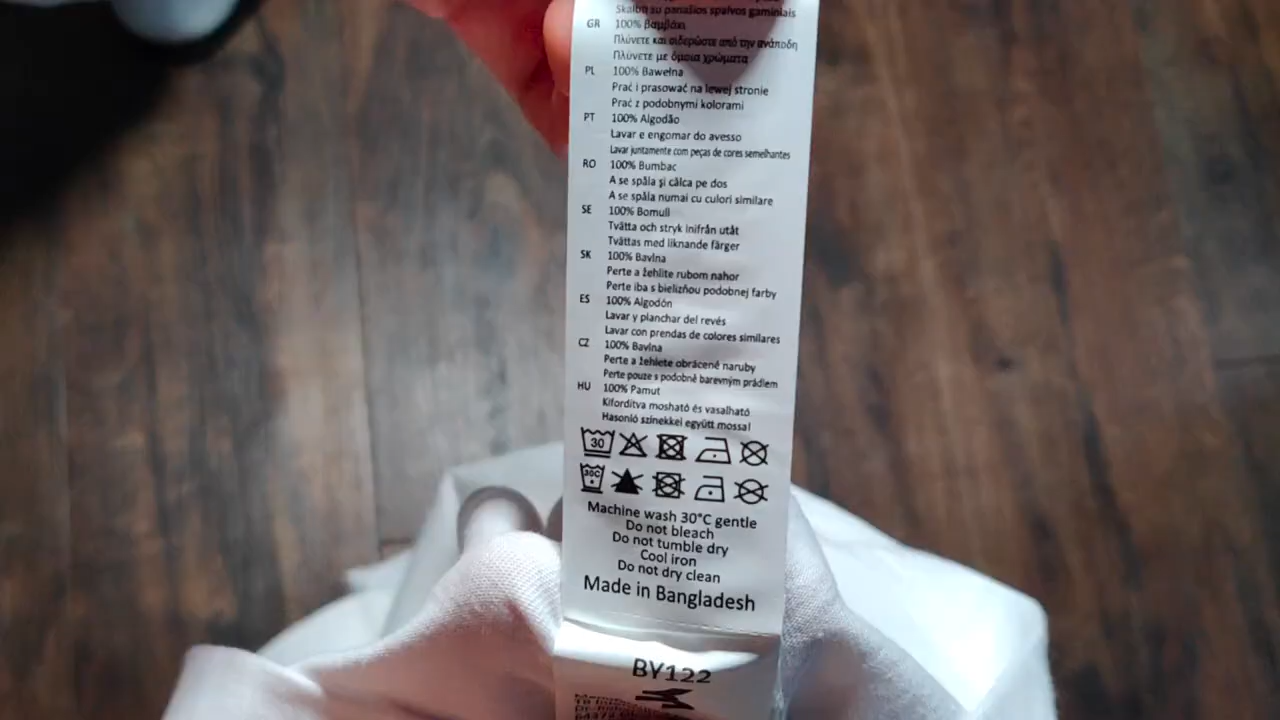 Skalbti su panašios spalvos gaminiais
GR 100% βαμβάκι
Πλύνετε και σιδερώστε από την ανάποδη
Πλύνετε με όμοια χρώματα
PL 100% Bawełna
Prać i prasować na lewej stronie
Prać z podobnymi kolorami
PT 100% Algodão
Lavar e engomar do avesso
Lavar juntamente com peças de cores semelhantes
RO 100% Bumbac
A se spăla și călca pe dos
A se spăla numai cu culori similare
SE 100% Bomull
Tvätta och stryk inifrån utåt
Tvättas med liknande färger
SK 100% Bavlna
Perte a žehlite rubom nahor
Perte iba s bielizňou podobnej farby
ES 100% Algodón
Lavar y planchar del revés
Lavar con prendas de colores similares
CZ 100% Bavlna
Perte a žehlete obráceně naruby
Perte pouze s podobně barevným prádlem
HU 100% Pamut
Kifordítva mosható és vasalható
Hasonló színekkel együtt mossa!
30
30C
Machine wash 30°C gentle
Do not bleach
Do not tumble dry
Cool iron
Do not dry clean
Made in Bangladesh
BY122